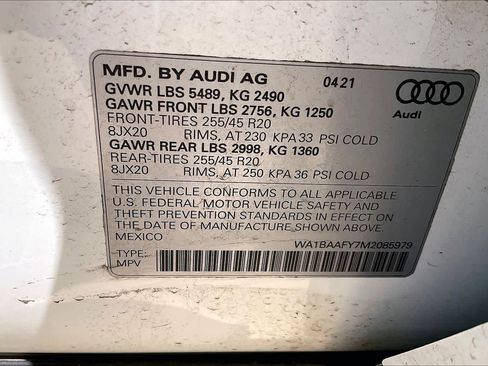 MFD. BY AUDI AG 04 21
GVWR LBS 5489, KG 2490
GAWR FRONT LBS 2756, KG 1250
FRONT-TIRES 255/45 R20
8JX20 RIMS, AT 230 KPA 33 PSI COLD
GAWR REAR LBS 2998, KG 1360
REAR-TIRES 255/45 R20
8JX20 RIMS, AT 250 KPA 36 PSI COLD
Audi
THIS VEHICLE CONFORMS TO ALL APPLICABLE
U.S. FEDERAL MOTOR VEHICLE SAFETY AND
THEFT PREVENTION STANDARDS IN EFFECT ON
THE DATE OF MANUFACTURE SHOWN ABOVE.
MEXICO
WA1BAAFY7M2085979
TYPE:
MPV